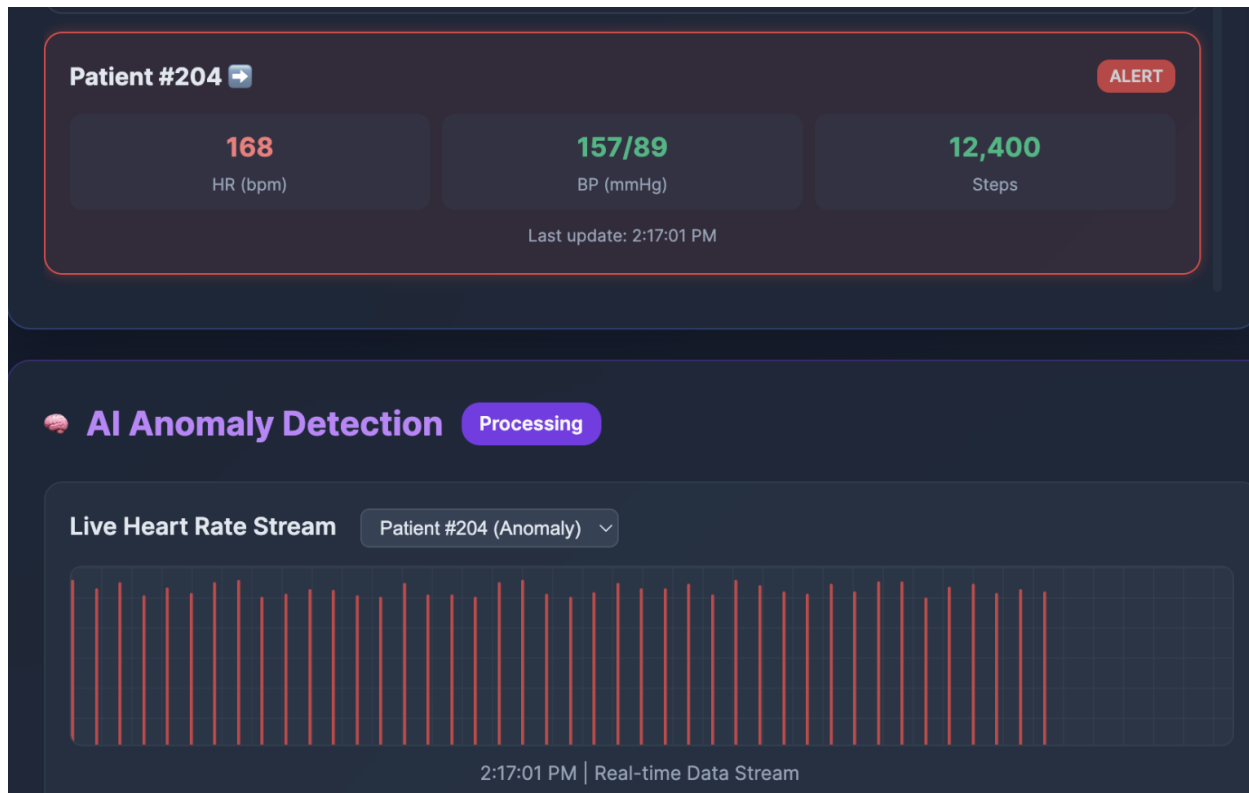 Patient #204 ➡️
ALERT
168
157/89
12,400
HR (bpm)
BP (mmHg)
Steps
Last update: 2:17:01 PM
AI Anomaly Detection
Processing
Live Heart Rate Stream
Patient #204 (Anomaly)
2:17:01 PM | Real-time Data Stream